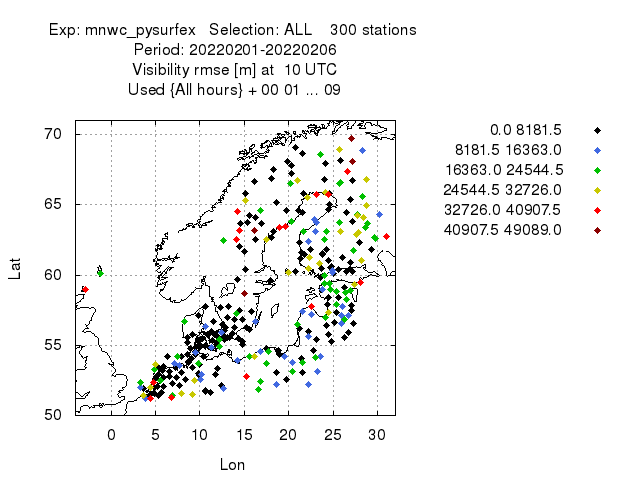 Exp: mnwc_pysurfex   Selection: ALL    300 stations
Period: 20220201-20220206
Visibility rmse [m] at  10 UTC
Used {All hours} + 00 01 ... 09
70
65
60
55
50
Lat
0 5 10 15 20 25 30
Lon
0.0 8181.5
8181.5 16363.0
16363.0 24544.5
24544.5 32726.0
32726.0 40907.5
40907.5 49089.0